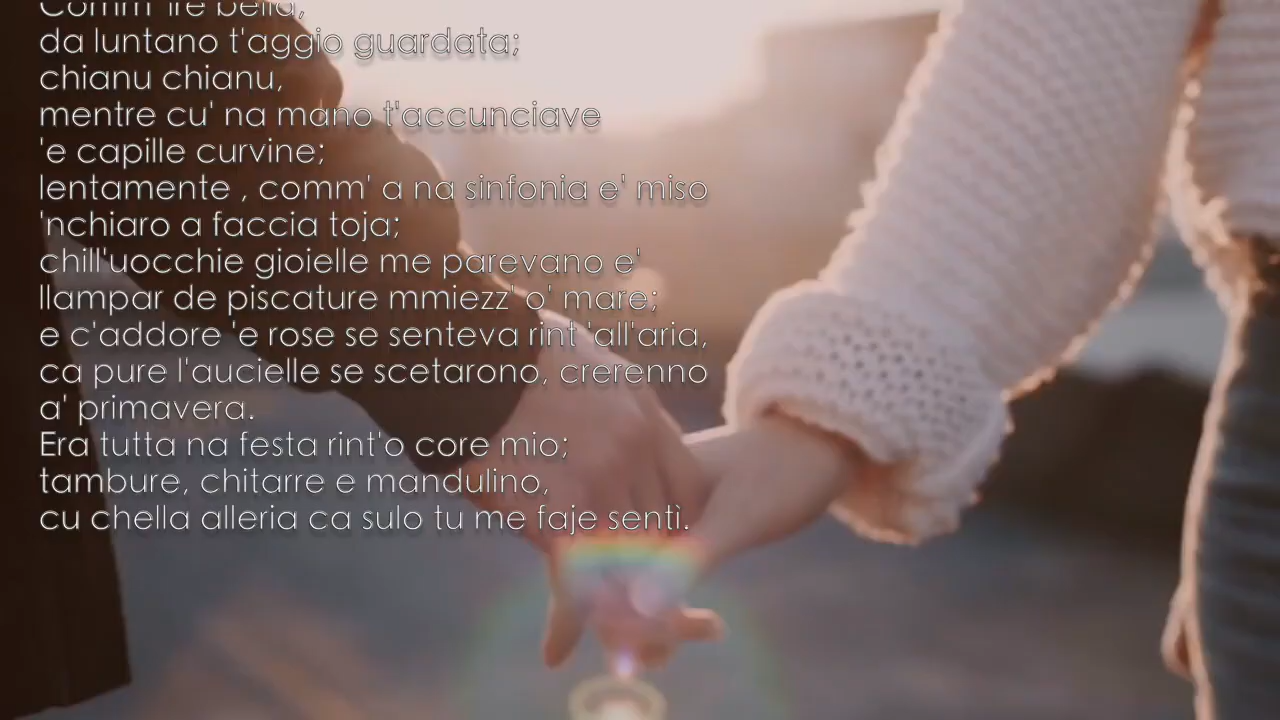 Comm' ire bella,
da luntano t'aggio guardata;
chianu chianu,
mentre cu' na mano t'accunciave
'e capille curvine;
lentamente , comm' a na sinfonia e' miso
'nchiaro a faccia toja;
chill'uocchie gioielle me parevano e'
llampar de piscature mmiezz' o' mare;
e c'addore 'e rose se senteva rint 'all'aria,
ca pure l'aucielle se scetarono, crerenno
a' primavera.
Era tutta na festa rint'o core mio;
tambure, chitarre e mandulino,
cu chella alleria ca sulo tu me faje sentì.